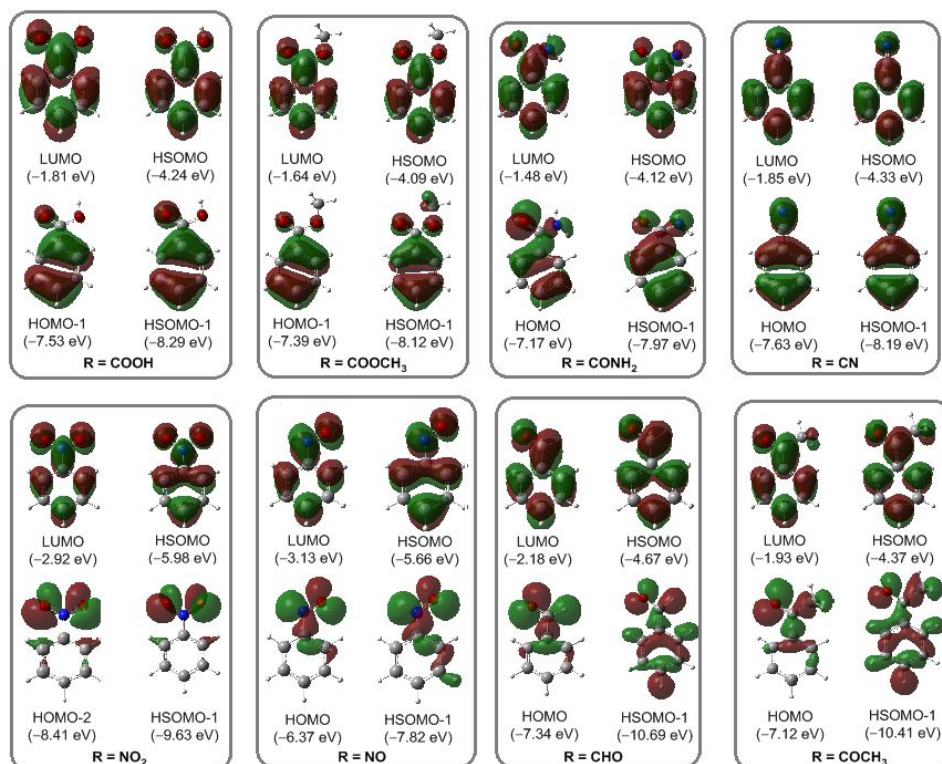 LUMO HSOMO
(−1.81 eV) (−4.24 eV)
HOMO-1 HSOMO-1
(−7.53 eV) (−8.29 eV)
R = COOH
LUMO HSOMO
(−1.64 eV) (−4.09 eV)
HOMO-1 HSOMO-1
(−7.39 eV) (−8.12 eV)
R = COOCH₃
LUMO HSOMO
(−1.48 eV) (−4.12 eV)
HOMO HSOMO-1
(−7.17 eV) (−7.97 eV)
R = CONH₂
LUMO HSOMO
(−1.85 eV) (−4.33 eV)
HOMO HSOMO-1
(−7.63 eV) (−8.19 eV)
R = CN
LUMO HSOMO
(−2.92 eV) (−5.98 eV)
HOMO-2 HSOMO-1
(−8.41 eV) (−9.63 eV)
R = NO₂
LUMO HSOMO
(−3.13 eV) (−5.66 eV)
HOMO HSOMO-1
(−6.37 eV) (−7.82 eV)
R = NO
LUMO HSOMO
(−2.18 eV) (−4.67 eV)
HOMO HSOMO-1
(−7.34 eV) (−10.69 eV)
R = CHO
LUMO HSOMO
(−1.93 eV) (−4.37 eV)
HOMO HSOMO-1
(−7.12 eV) (−10.41 eV)
R = COCH₃